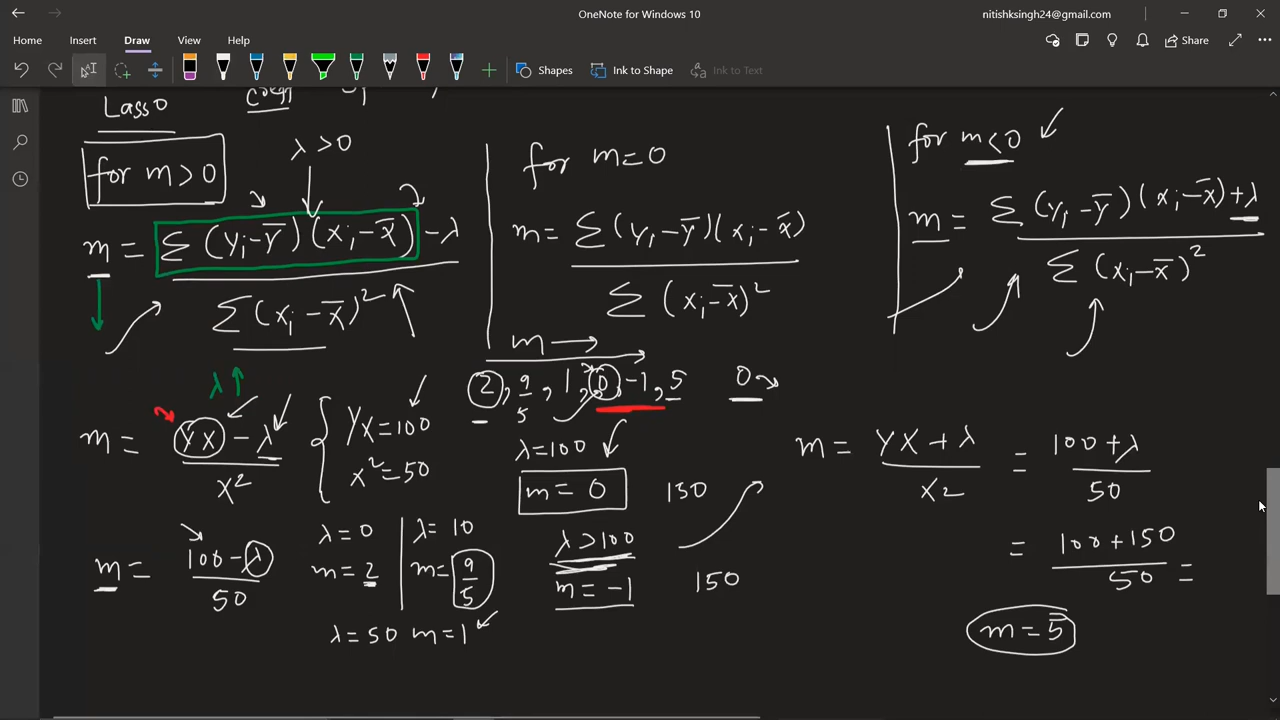 OneNote for Windows 10
nitishksingh24@gmail.com
Home Insert Draw View Help
Share
Shapes
Ink to Shape
Ink to Text
Lasso
for m>0
λ >0
m = Σ (yᵢ-ȳ)(xᵢ-x̄) -λ
Σ(xᵢ-x̄)²
λ↑
m = YX - λ
X²
YX=100
X²=50
m = 100-λ
50
λ=0
m=2
λ=10
m= 9
5
λ=50 m=1
for m=0
m= Σ(yᵢ-ȳ)(xᵢ-x̄)
Σ (xᵢ-x̄)²
m →
2, 9/5, 1, 0, -1, 5 0
λ=100
m= 0 150
λ>100
m= -1 150
for m<0
m= Σ (yᵢ-ȳ)(xᵢ-x̄) +λ
Σ (xᵢ-x̄)²
m = YX + λ = 100+λ
X2 50
= 100+150
50 =
m=5